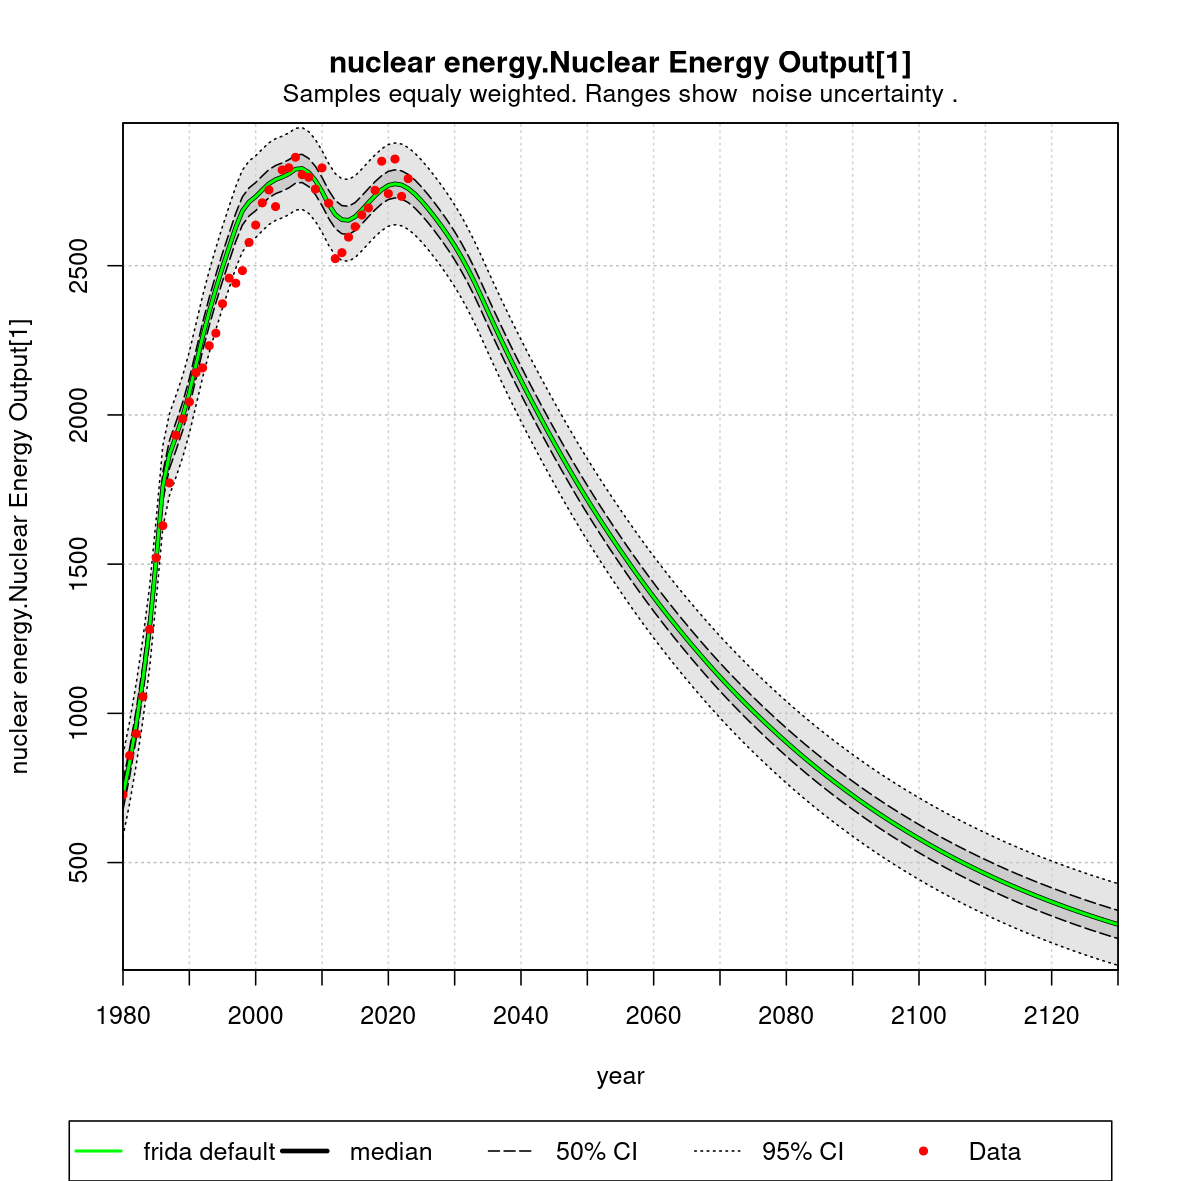 nuclear energy.Nuclear Energy Output[1]
Samples equaly weighted. Ranges show  noise uncertainty .
nuclear energy.Nuclear Energy Output[1]
2500
2000
1500
1000
500
1980 2000 2020 2040 2060 2080 2100 2120
year
frida default median 50% CI 95% CI Data